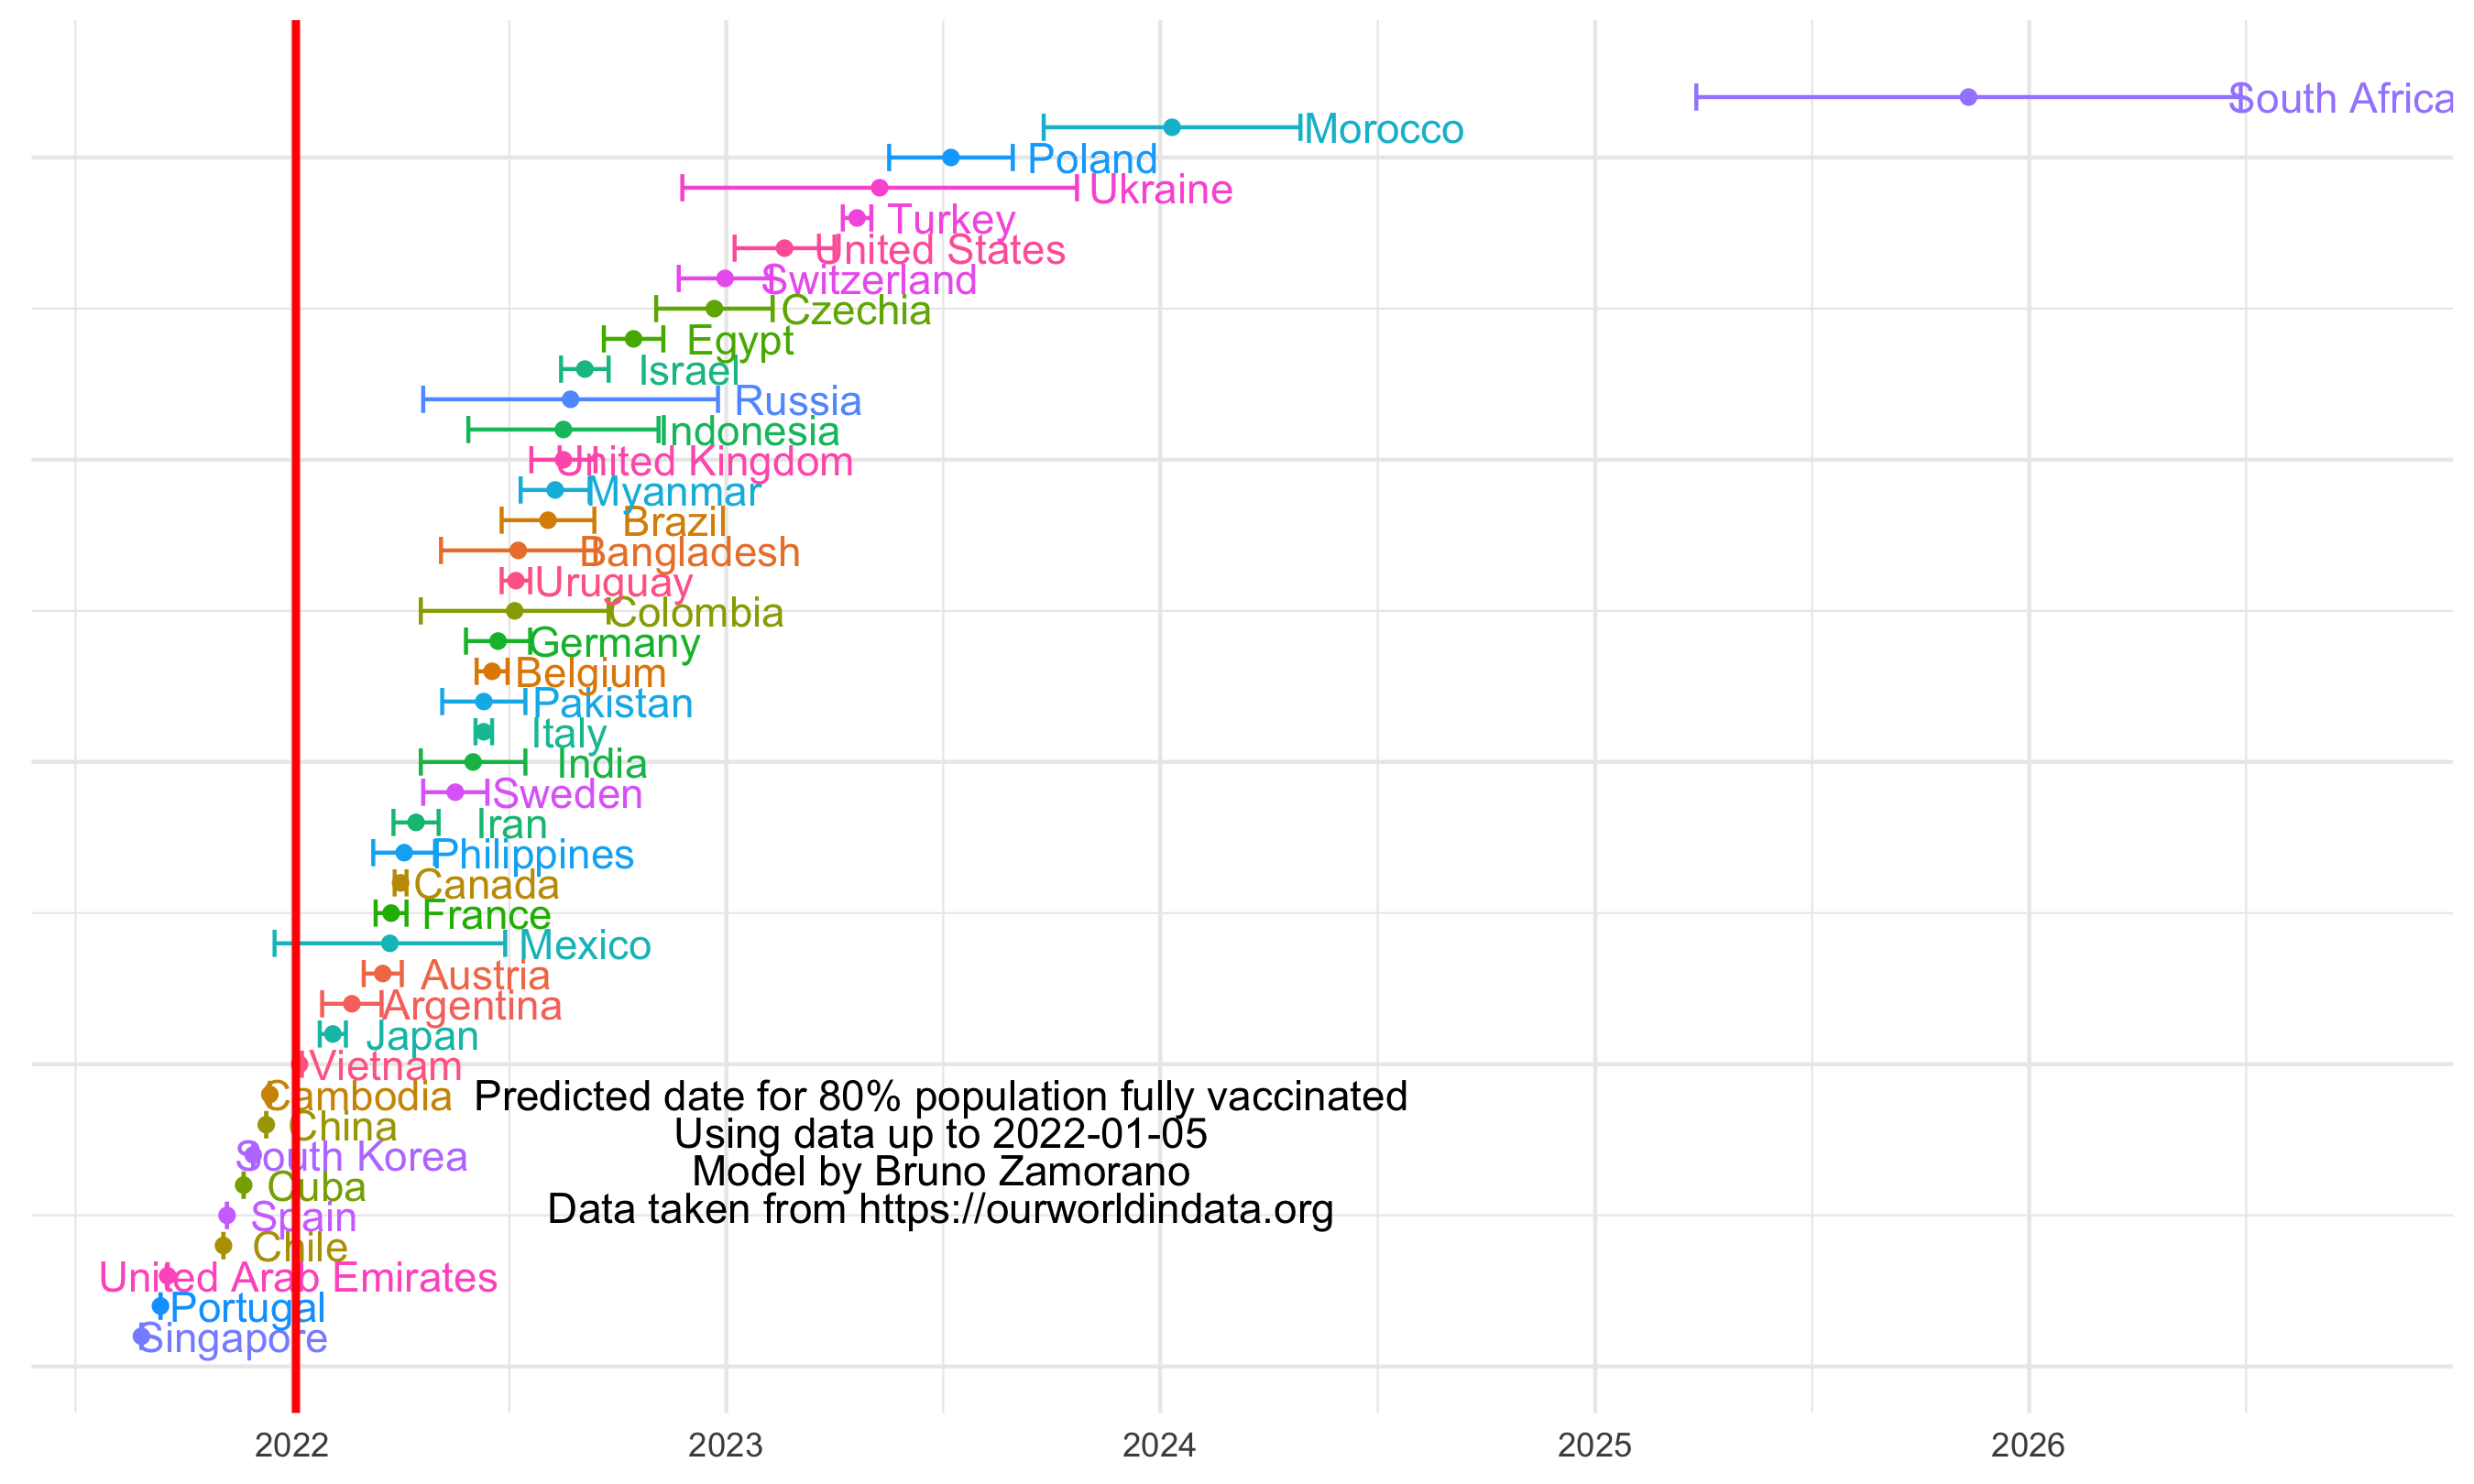 South Africa
Morocco
Poland
Ukraine
Turkey
United States
Switzerland
Czechia
Egypt
Israel
Russia
Indonesia
United Kingdom
Myanmar
Brazil
Bangladesh
Uruguay
Colombia
Germany
Belgium
Pakistan
Italy
India
Sweden
Iran
Philippines
Canada
France
Mexico
Austria
Argentina
Japan
Vietnam
Cambodia
China
South Korea
Cuba
Spain
Chile
United Arab Emirates
Portugal
Singapore
Predicted date for 80% population fully vaccinated
Using data up to 2022-01-05
Model by Bruno Zamorano
Data taken from https://ourworldindata.org
2022 2023 2024 2025 2026